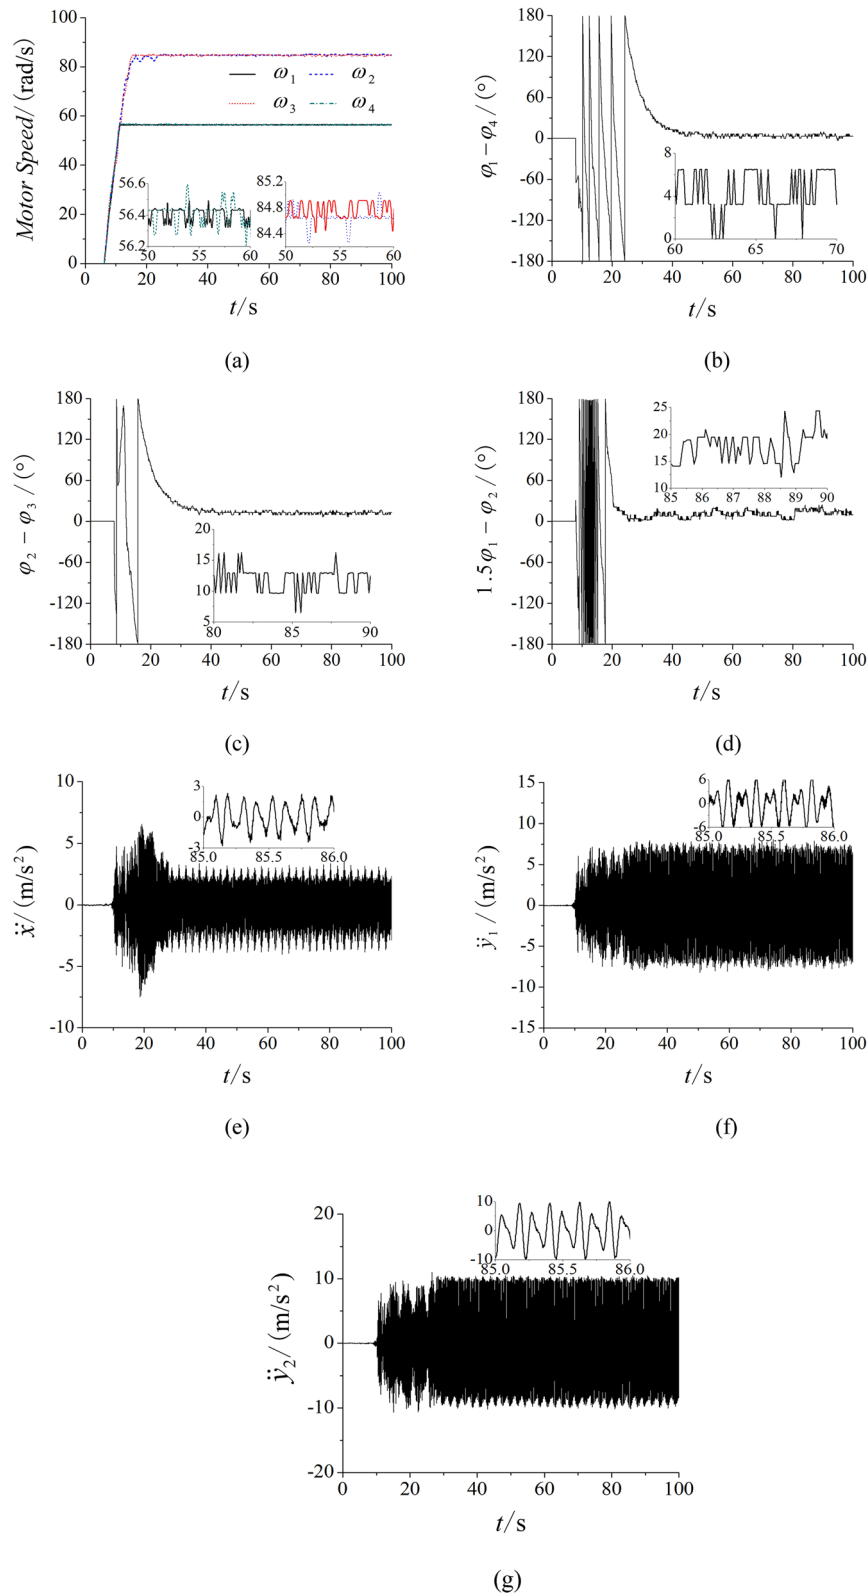 100
80
60
40
20
0
Motor Speed/ (rad/s)
ω1 ω2
ω3 ω4
56.6
56.4
56.2
50 55 60
85.2
84.8
84.4
50 55 60
0 20 40 60 80 100
t/s
(a)
180
120
60
0
-60
-120
-180
φ1−φ4 / (°)
8
4
0
60 65 70
0 20 40 60 80 100
t/s
(b)
180
120
60
0
-60
-120
-180
φ2 − φ3 / (°)
20
15
10
5
80 85 90
0 20 40 60 80 100
t/s
(c)
180
120
60
0
-60
-120
-180
1.5φ1 − φ2 / (°)
25
20
15
10
85 86 87 88 89 90
0 20 40 60 80 100
t/s
(d)
10
5
0
-5
-10
ẍ/ (m/s²)
3
0
-3
85.0 85.5 86.0
0 20 40 60 80 100
t/s
(e)
15
10
5
0
-5
-10
-15
ÿ1 / (m/s²)
6
0
-6
85.0 85.5 86.0
0 20 40 60 80 100
t/s
(f)
20
10
0
-10
-20
ÿ2/ (m/s²)
10
0
-10
85.0 85.5 86.0
0 20 40 60 80 100
t/s
(g)